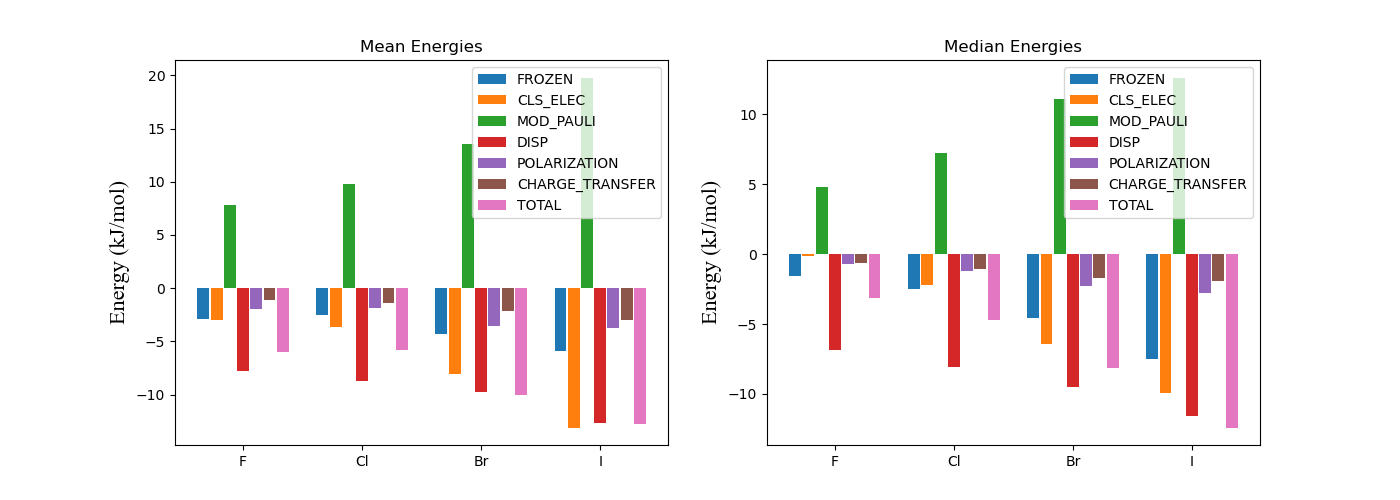 Mean Energies
Energy (kJ/mol)
20
15
10
5
0
−5
−10
F
Cl
Br
I
FROZEN
CLS_ELEC
MOD_PAULI
DISP
POLARIZATION
CHARGE_TRANSFER
TOTAL
Median Energies
Energy (kJ/mol)
10
5
0
−5
−10
F
Cl
Br
I
FROZEN
CLS_ELEC
MOD_PAULI
DISP
POLARIZATION
CHARGE_TRANSFER
TOTAL